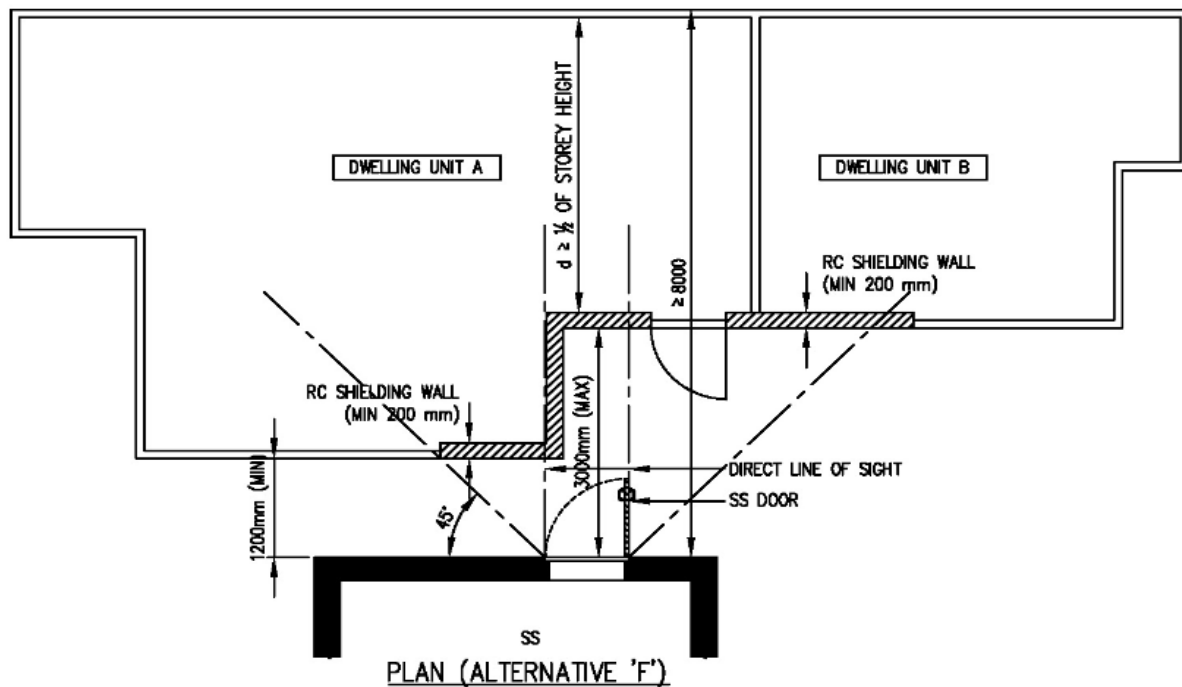 DWELLING UNIT A
d ≥ ½ OF STOREY HEIGHT
≥ 8000
DWELLING UNIT B
RC SHIELDING WALL
(MIN 200 mm)
RC SHIELDING WALL
(MIN 200 mm)
1200mm (MIN)
45°
3000mm (MAX)
DIRECT LINE OF SIGHT
SS DOOR
SS
PLAN (ALTERNATIVE 'F')